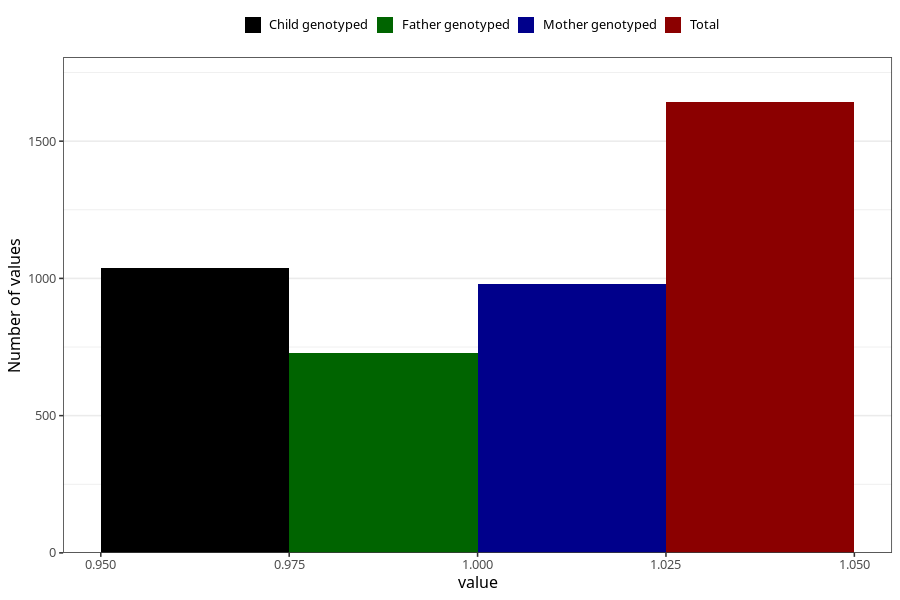 Child genotyped Father genotyped Mother genotyped Total
Number of values
1500
1000
500
0
0.950 0.975 1.000 1.025 1.050
value